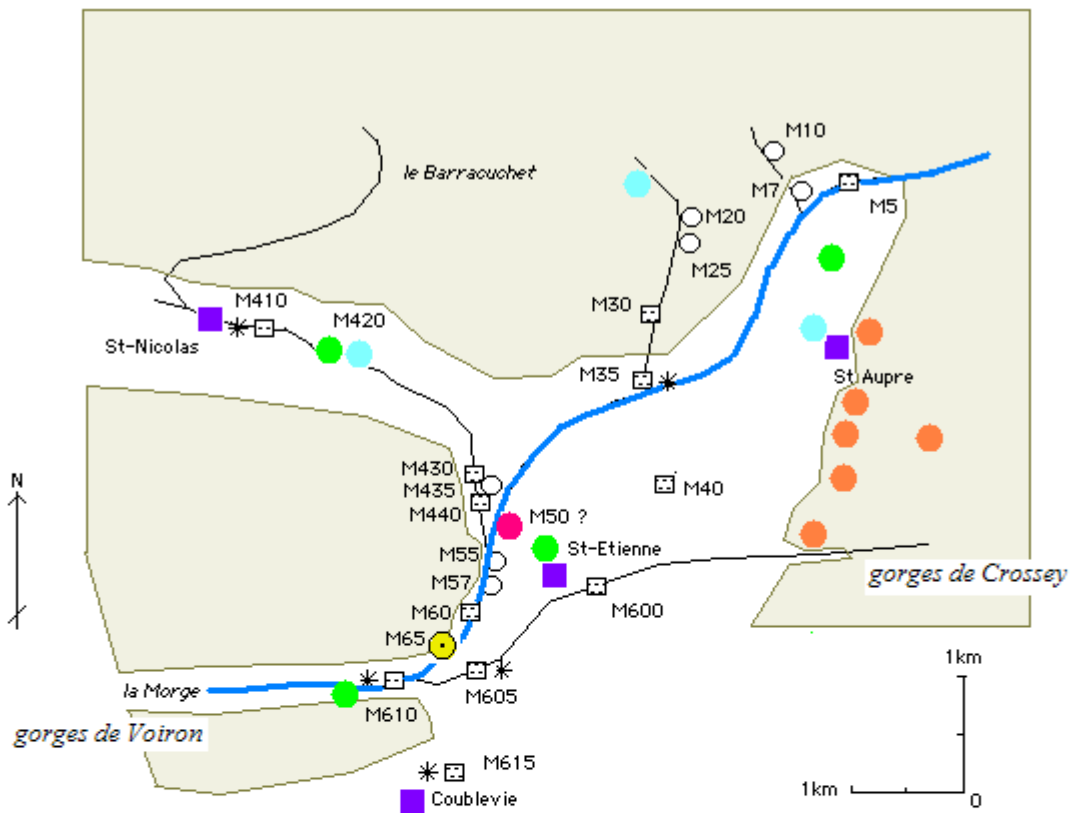 M10
le Barraouchet
M7
M5
M20
M25
M410
M30
M420
St-Nicolas
M35
St Aupre
M430
M435
M40
N
M440
M50 ?
St-Etienne
M55
M57
gorges de Crossey
M60
M600
M65
1km
la Morge
M605
M610
gorges de Voiron
M615
1km
0
Coublevie